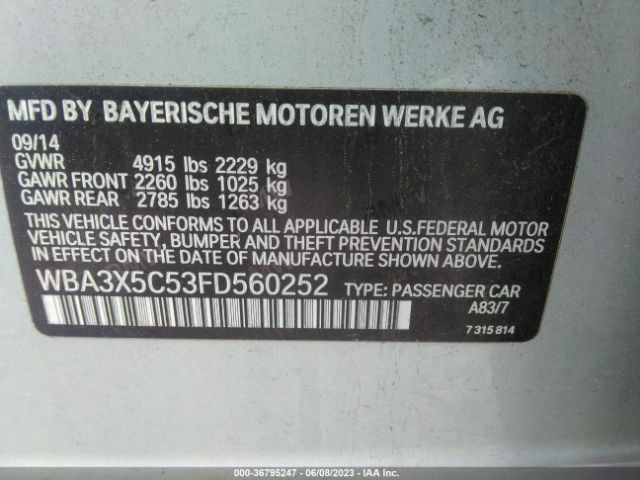 MFD BY BAYERISCHE MOTOREN WERKE AG
09/14
GVWR 4915 lbs 2229 kg
GAWR FRONT 2260 lbs 1025 kg
GAWR REAR 2785 lbs 1263 kg
THIS VEHICLE CONFORMS TO ALL APPLICABLE U.S.FEDERAL MOTOR
VEHICLE SAFETY, BUMPER AND THEFT PREVENTION STANDARDS
IN EFFECT ON THE DATE OF MANUFACTURE SHOWN ABOVE.
WBA3X5C53FD560252 TYPE: PASSENGER CAR
A83/7
7 315 814
000-36795247 - 06/08/2023 - IAA Inc.